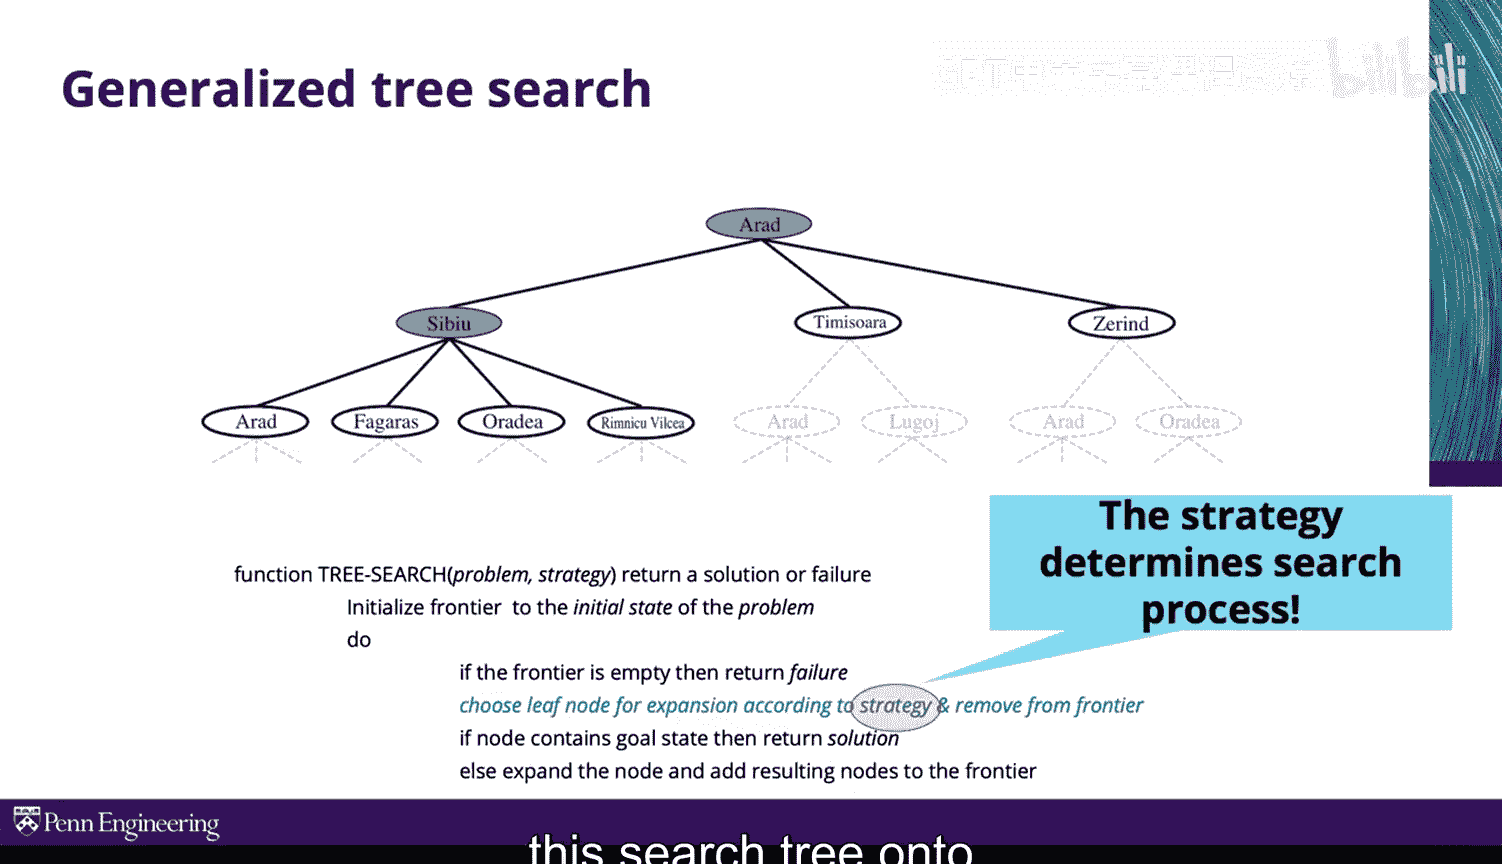 Generalized tree search
bilibili
Arad
Sibiu
Timisoara
Zerind
Arad
Fagaras
Oradea
Rimnicu Vilcea
Arad
Lugoj
Arad
Oradea
The strategy
determines search
process!
function TREE-SEARCH(problem, strategy) return a solution or failure
Initialize frontier to the initial state of the problem
do
if the frontier is empty then return failure
choose leaf node for expansion according to strategy & remove from frontier
if node contains goal state then return solution
else expand the node and add resulting nodes to the frontier
Penn Engineering
this search tree onto